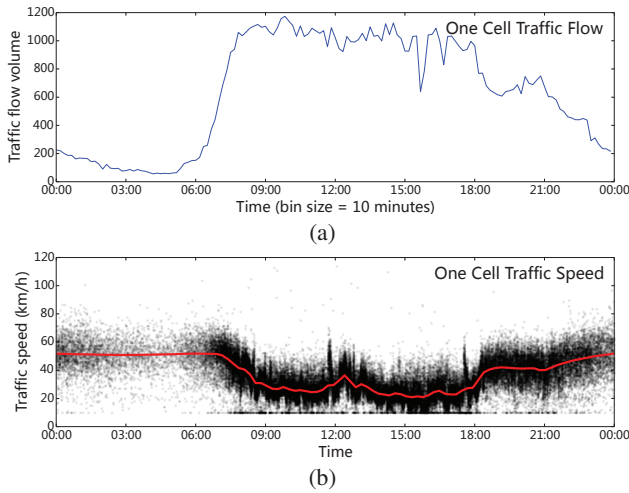 One Cell Traffic Flow
Traffic flow volume
1200
1000
800
600
400
200
0
00:00 03:00 06:00 09:00 12:00 15:00 18:00 21:00 00:00
Time (bin size = 10 minutes)
(a)
One Cell Traffic Speed
Traffic speed (km/h)
120
100
80
60
40
20
0
00:00 03:00 06:00 09:00 12:00 15:00 18:00 21:00 00:00
Time
(b)